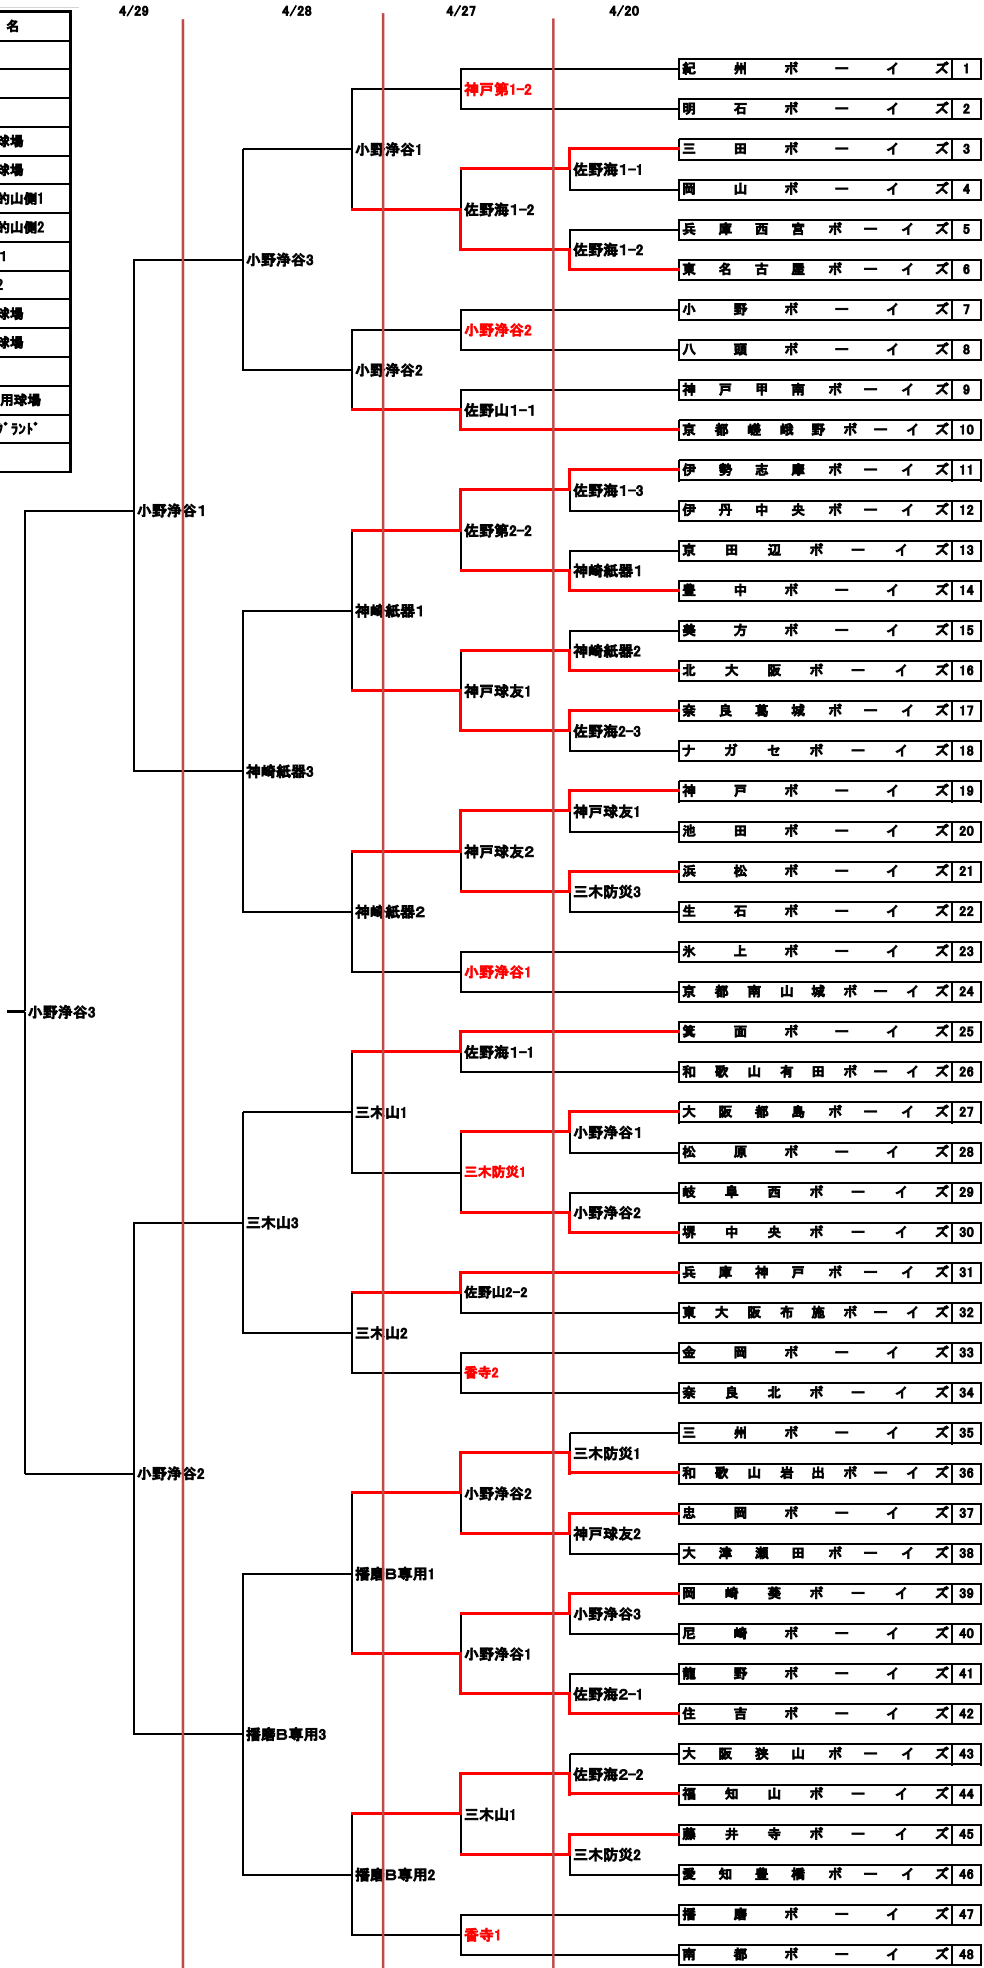 4/29 4/28 4/27 4/20
名
球場
球場
的山側1
的山側2
1
2
球場
球場
用球場
ｸﾞﾗﾝﾄﾞ
紀州ボーイズ 1
神戸第1-2
明石ボーイズ 2
小野浄谷1
三田ボーイズ 3
佐野海1-1
岡山ボーイズ 4
佐野海1-2
兵庫西宮ボーイズ 5
佐野海1-2
小野浄谷3
東名古屋ボーイズ 6
小野ボーイズ 7
小野浄谷2
八頭ボーイズ 8
小野浄谷2
神戸甲南ボーイズ 9
佐野山1-1
京都嵯峨野ボーイズ 10
伊勢志摩ボーイズ 11
佐野海1-3
伊丹中央ボーイズ 12
小野浄谷1
佐野第2-2
京田辺ボーイズ 13
神崎紙器1
豊中ボーイズ 14
神崎紙器1
美方ボーイズ 15
神崎紙器2
北大阪ボーイズ 16
神戸球友1
奈良葛城ボーイズ 17
佐野海2-3
ナガセボーイズ 18
神崎紙器3
神戸ボーイズ 19
神戸球友1
池田ボーイズ 20
神戸球友2
浜松ボーイズ 21
三木防災3
生石ボーイズ 22
神崎紙器2
氷上ボーイズ 23
小野浄谷1
京都南山城ボーイズ 24
小野浄谷3
箕面ボーイズ 25
佐野海1-1
和歌山有田ボーイズ 26
三木山1
大阪都島ボーイズ 27
小野浄谷1
松原ボーイズ 28
三木防災1
岐阜西ボーイズ 29
小野浄谷2
三木山3
堺中央ボーイズ 30
兵庫神戸ボーイズ 31
佐野山2-2
東大阪布施ボーイズ 32
三木山2
金岡ボーイズ 33
香寺2
奈良北ボーイズ 34
三州ボーイズ 35
三木防災1
和歌山岩出ボーイズ 36
小野浄谷2
小野浄谷2
忠岡ボーイズ 37
神戸球友2
大津瀬田ボーイズ 38
播磨B専用1
岡崎葵ボーイズ 39
小野浄谷3
尼崎ボーイズ 40
小野浄谷1
龍野ボーイズ 41
佐野海2-1
住吉ボーイズ 42
播磨B専用3
大阪狭山ボーイズ 43
佐野海2-2
福知山ボーイズ 44
三木山1
藤井寺ボーイズ 45
三木防災2
愛知豊橋ボーイズ 46
播磨B専用2
播磨ボーイズ 47
香寺1
南都ボーイズ 48